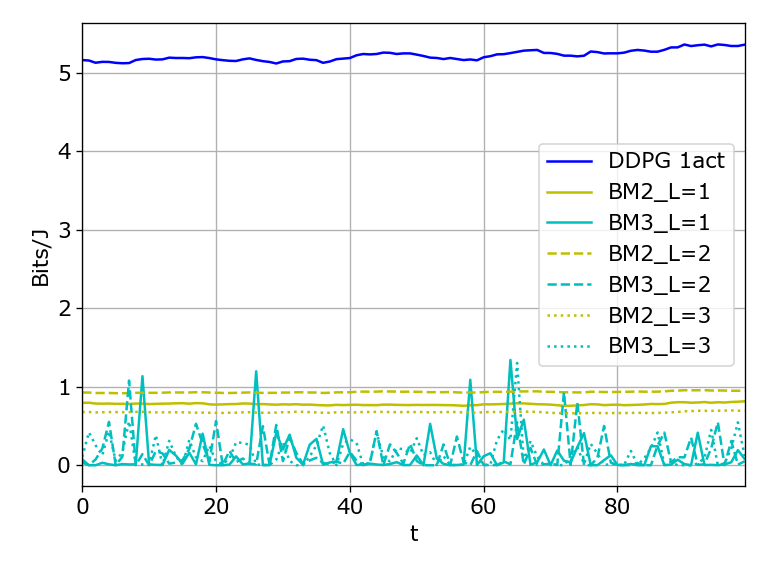 5
4
3
2
1
0
0
20
40
60
80
t
Bits/J
DDPG 1act
BM2_L=1
BM3_L=1
BM2_L=2
BM3_L=2
BM2_L=3
BM3_L=3